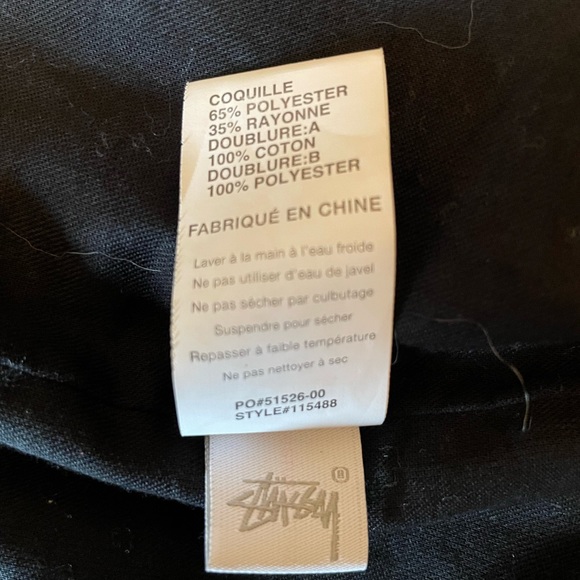 COQUILLE
65% POLYESTER
35% RAYONNE
DOUBLURE:A
100% COTON
DOUBLURE:B
100% POLYESTER
FABRIQUÉ EN CHINE
Laver à la main à l'eau froide
Ne pas utiliser d'eau de javel
Ne pas sécher par culbutage
Suspendre pour sécher
Repasser à faible température
Ne pas nettoyer à sec
PO#51526-00
STYLE#115488
STÜSSY ®